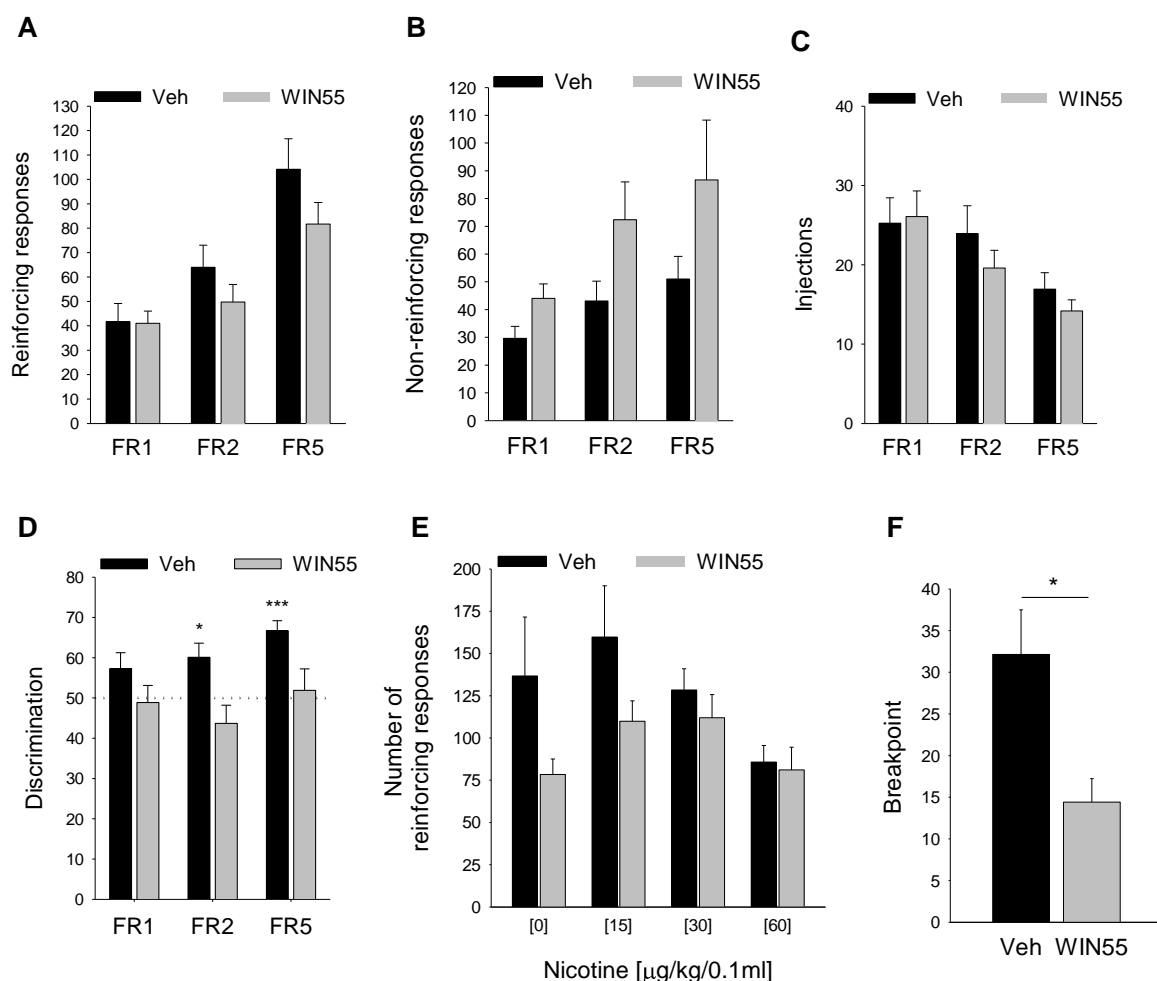 A
Veh WIN55
Reinforcing responses
130
120
110
100
90
80
70
60
50
40
30
20
10
0
FR1 FR2 FR5
B
Veh WIN55
Non-reinforcing responses
120
110
100
90
80
70
60
50
40
30
20
10
0
FR1 FR2 FR5
C
Veh WIN55
Injections
40
30
20
10
0
FR1 FR2 FR5
D
Veh WIN55
Discrimination
80
70
60
50
40
30
20
10
0
* ***
FR1 FR2 FR5
E
Veh WIN55
Number of
reinforcing responses
200
175
150
125
100
75
50
25
0
[0] [15] [30] [60]
Nicotine [μg/kg/0.1ml]
F
*
Breakpoint
40
35
30
25
20
15
10
5
0
Veh WIN55